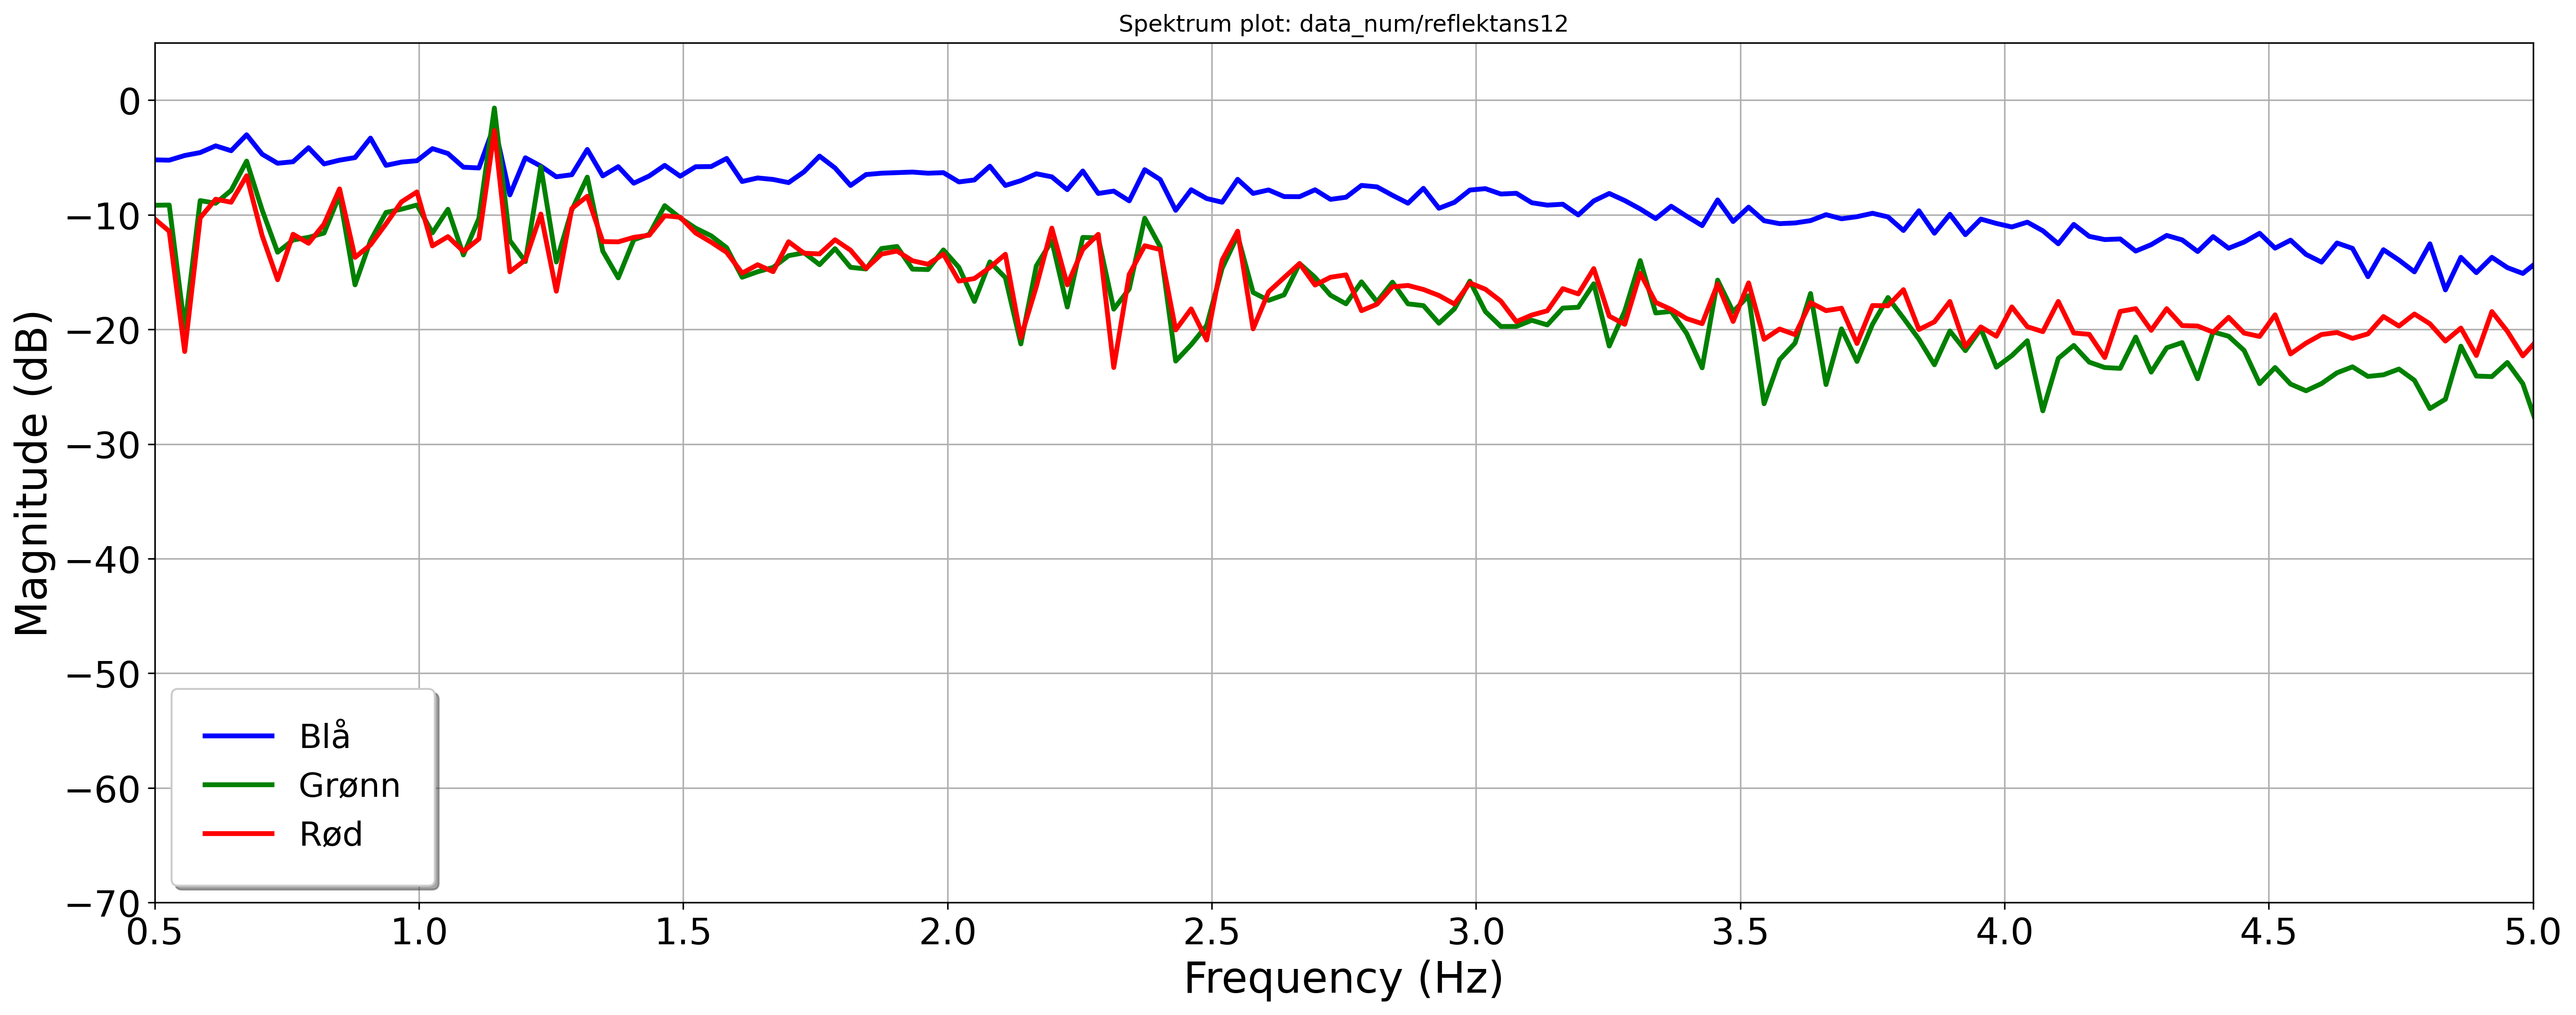 Spektrum plot: data_num/reflektans12
Magnitude (dB)
0
−10
−20
−30
−40
−50
−60
−70
Blå
Grønn
Rød
0.5 1.0 1.5 2.0 2.5 3.0 3.5 4.0 4.5 5.0
Frequency (Hz)